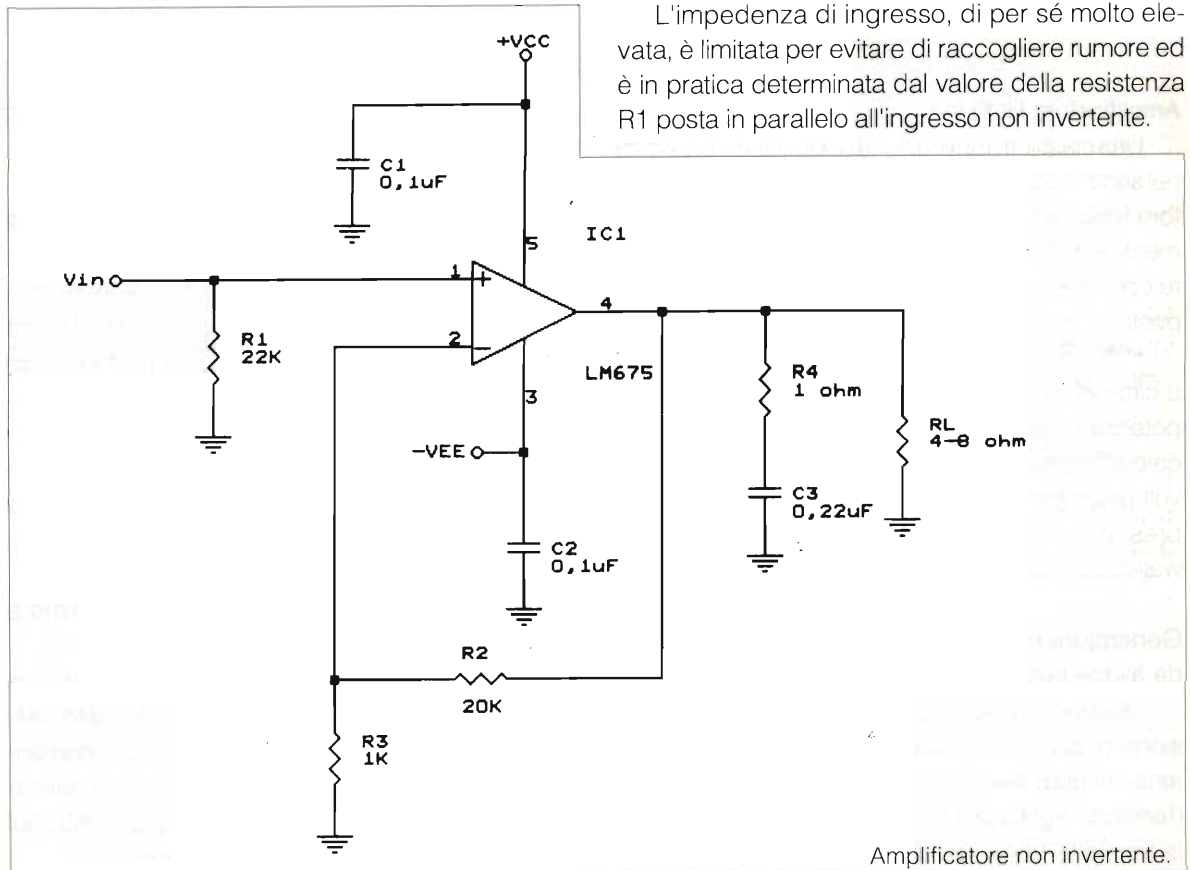 L'impedenza di ingresso, di per sé molto ele-
vata, è limitata per evitare di raccogliere rumore ed
è in pratica determinata dal valore della resistenza
R1 posta in parallelo all'ingresso non invertente.
+VCC
C1
0,1uF
5
IC1
Vin
1
+
4
R1
22K
2
−
LM675
R4
1 ohm
3
RL
4-8 ohm
-VEE
C3
0,22uF
C2
0,1uF
R2
20K
R3
1K
Amplificatore non invertente.